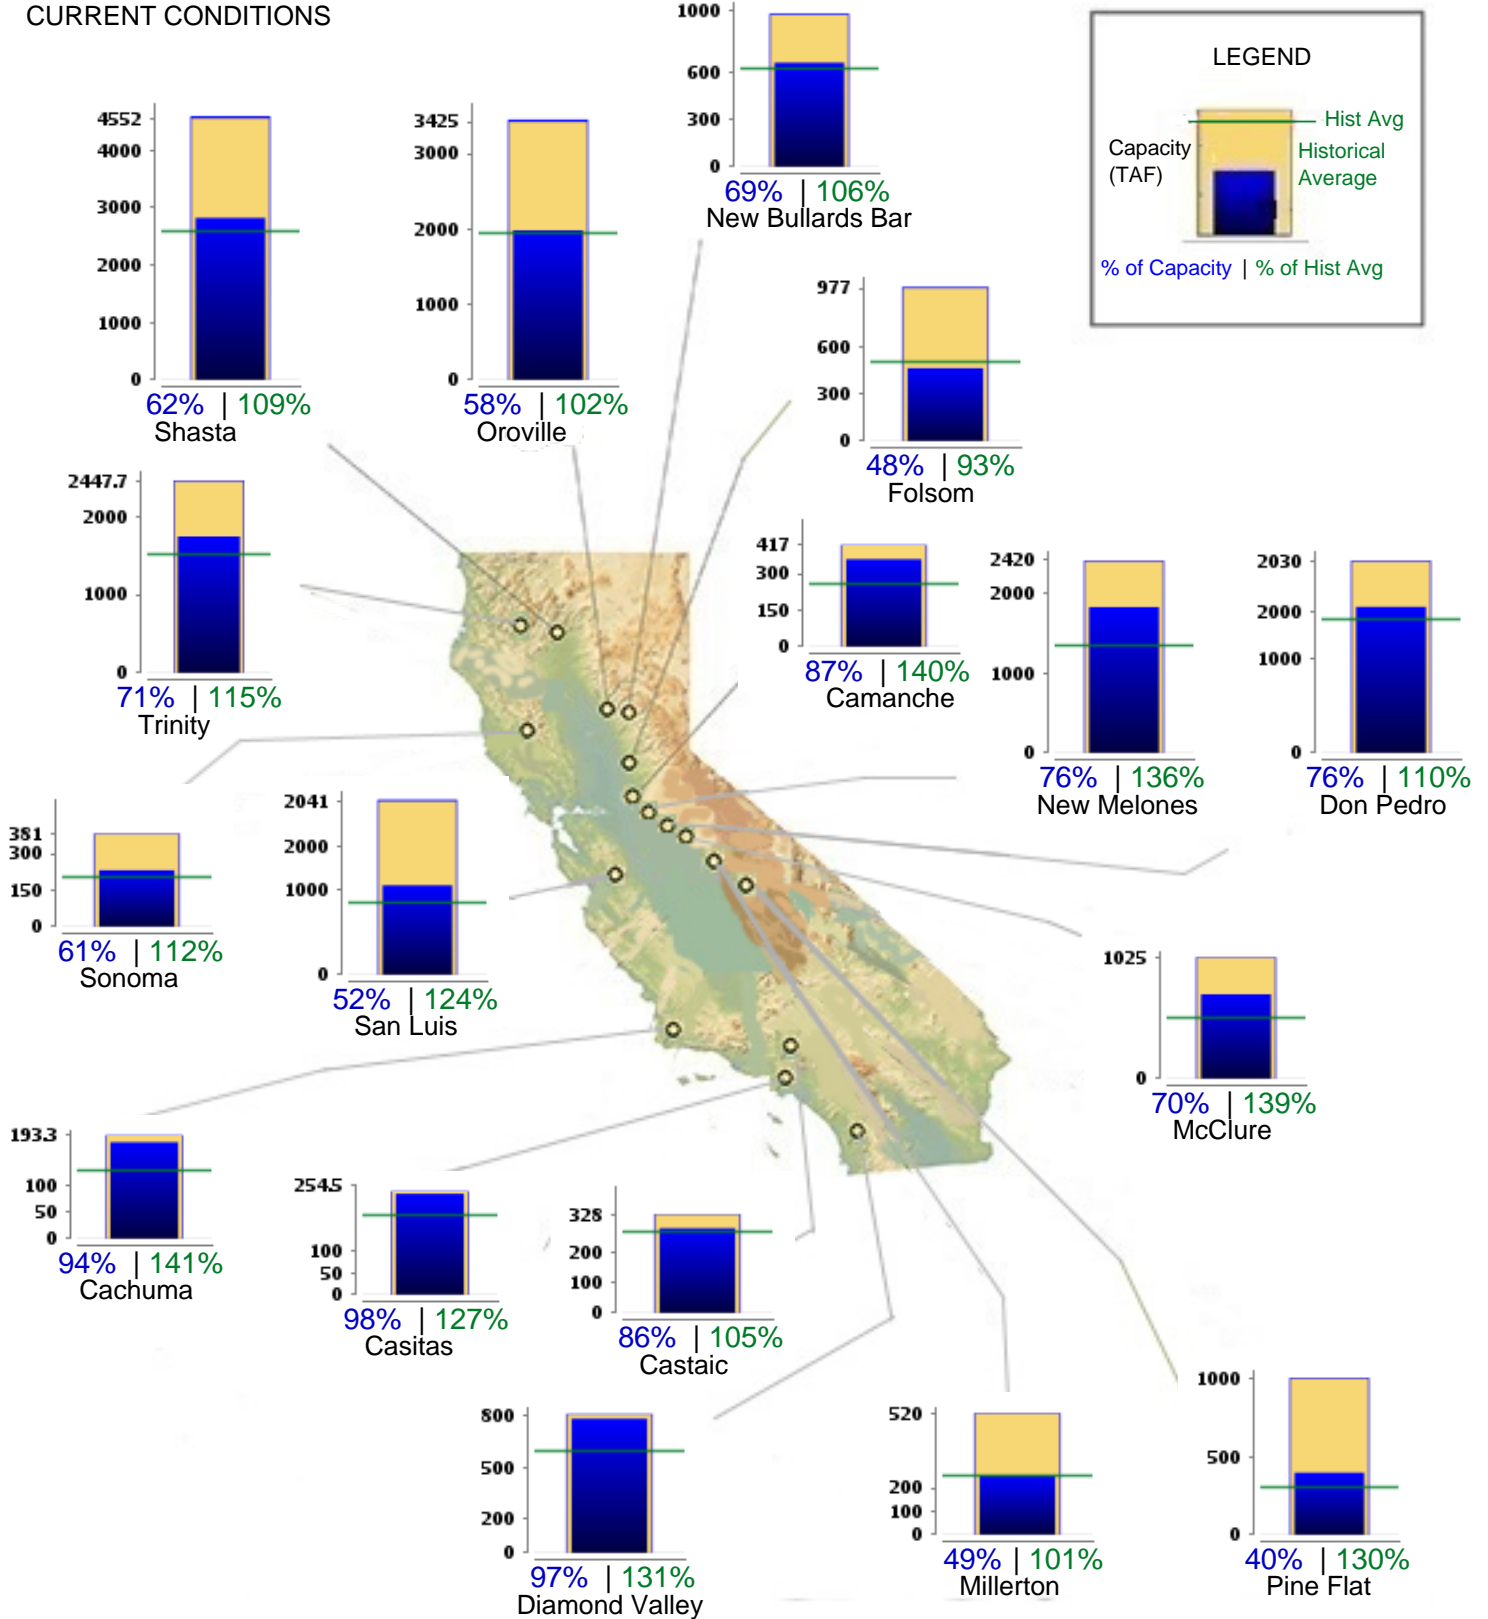 CURRENT CONDITIONS
1000
600
300
0
69% | 106%
New Bullards Bar
LEGEND
Hist Avg
Capacity
(TAF)
Historical
Average
% of Capacity | % of Hist Avg
4552
4000
3000
2000
1000
0
62% | 109%
Shasta
3425
3000
2000
1000
0
58% | 102%
Oroville
977
600
300
0
48% | 93%
Folsom
2447.7
2000
1000
0
71% | 115%
Trinity
417
300
150
0
87% | 140%
Camanche
2420
2000
1000
0
76% | 136%
New Melones
2030
2000
1000
0
76% | 110%
Don Pedro
381
300
150
0
61% | 112%
Sonoma
2041
2000
1000
0
52% | 124%
San Luis
1025
0
70% | 139%
McClure
193.3
100
50
0
94% | 141%
Cachuma
254.5
100
50
0
98% | 127%
Casitas
328
200
100
0
86% | 105%
Castaic
800
500
200
0
97% | 131%
Diamond Valley
520
200
100
0
49% | 101%
Millerton
1000
500
0
40% | 130%
Pine Flat